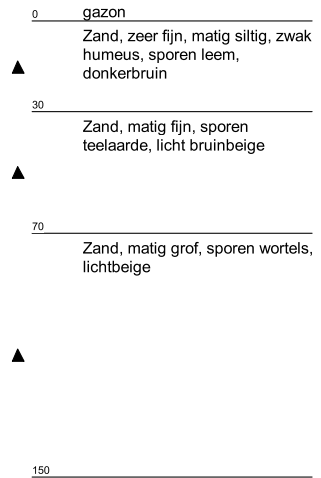 0 gazon
Zand, zeer fijn, matig siltig, zwak
humeus, sporen leem,
donkerbruin
30
Zand, matig fijn, sporen
teelaarde, licht bruinbeige
70
Zand, matig grof, sporen wortels,
lichtbeige
150